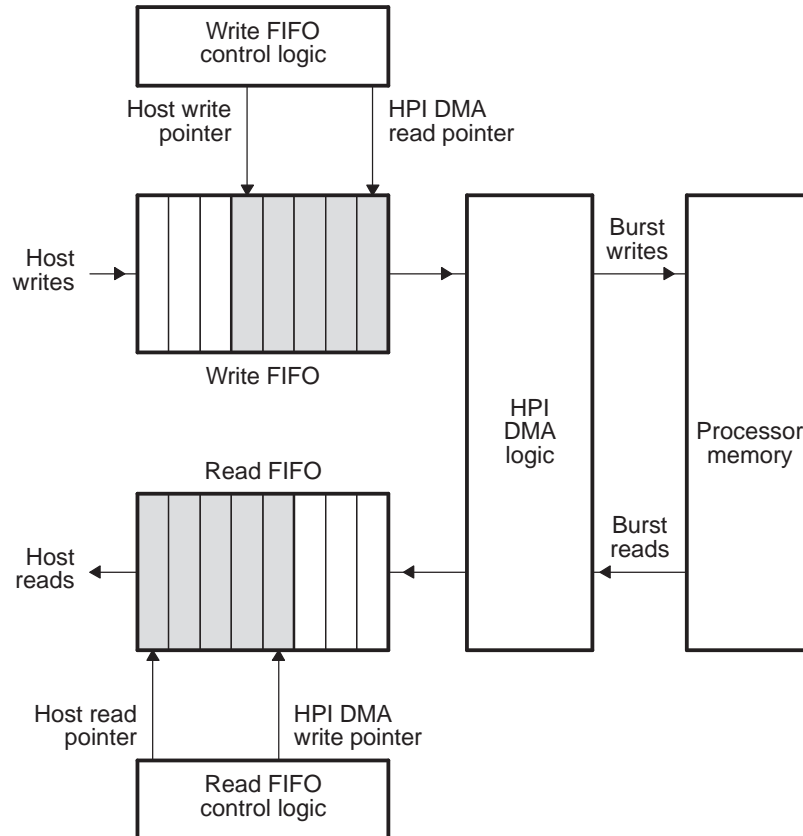 Write FIFO
control logic
Host write
pointer
HPI DMA
read pointer
Host
writes
Burst
writes
Write FIFO
HPI
DMA
logic
Processor
memory
Read FIFO
Host
reads
Burst
reads
Host read
pointer
HPI DMA
write pointer
Read FIFO
control logic